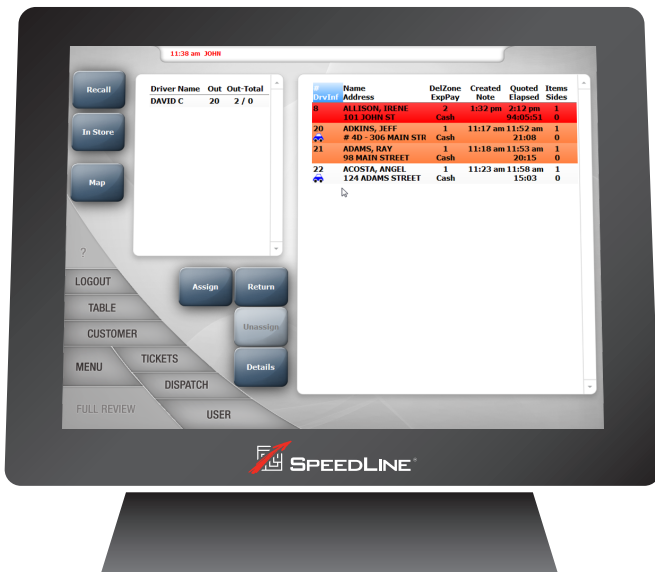 11:38 am JOHN
Recall
In Store
Map
?
LOGOUT
TABLE
CUSTOMER
MENU
TICKETS
DISPATCH
FULL REVIEW
USER
Driver Name Out Out-Total
DAVID C 20 2 / 0
Assign
Return
Unassign
Details
# Name DelZone Created Quoted Items
DrvInf Address ExpPay Note Elapsed Sides
8 ALLISON, IRENE 2 1:32 pm 2:12 pm 1
101 JOHN ST Cash 94:05:51 0
20 ADKINS, JEFF 1 11:17 am 11:52 am 1
# 4D - 306 MAIN STR Cash 21:08 0
21 ADAMS, RAY 1 11:18 am 11:53 am 1
98 MAIN STREET Cash 20:15 0
22 ACOSTA, ANGEL 1 11:23 am 11:58 am 1
124 ADAMS STREET Cash 15:03 0
SPEEDLINE®